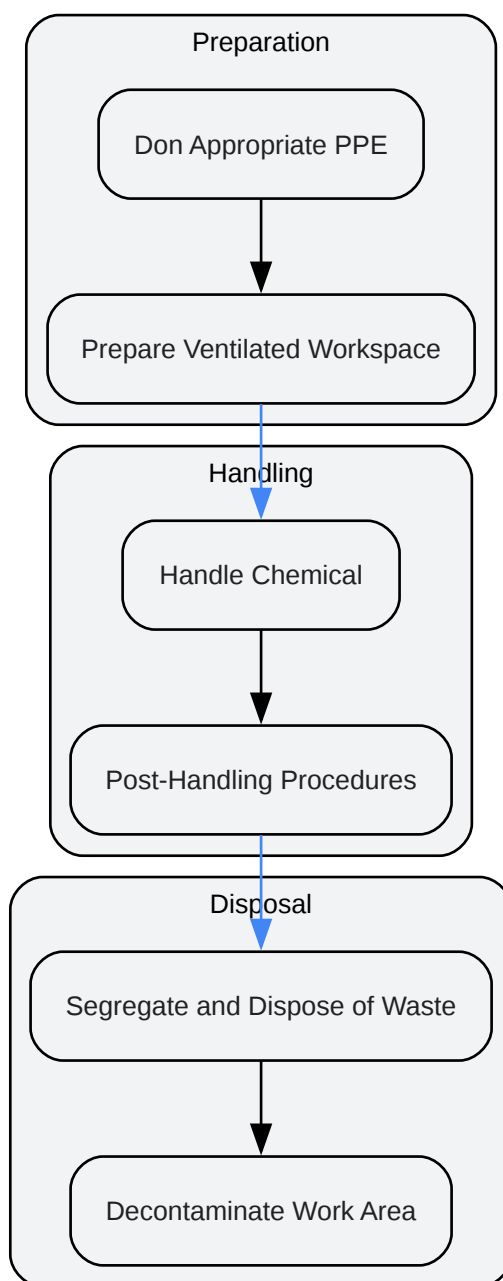 Preparation
Don Appropriate PPE
Prepare Ventilated Workspace
Handling
Handle Chemical
Post-Handling Procedures
Disposal
Segregate and Dispose of Waste
Decontaminate Work Area